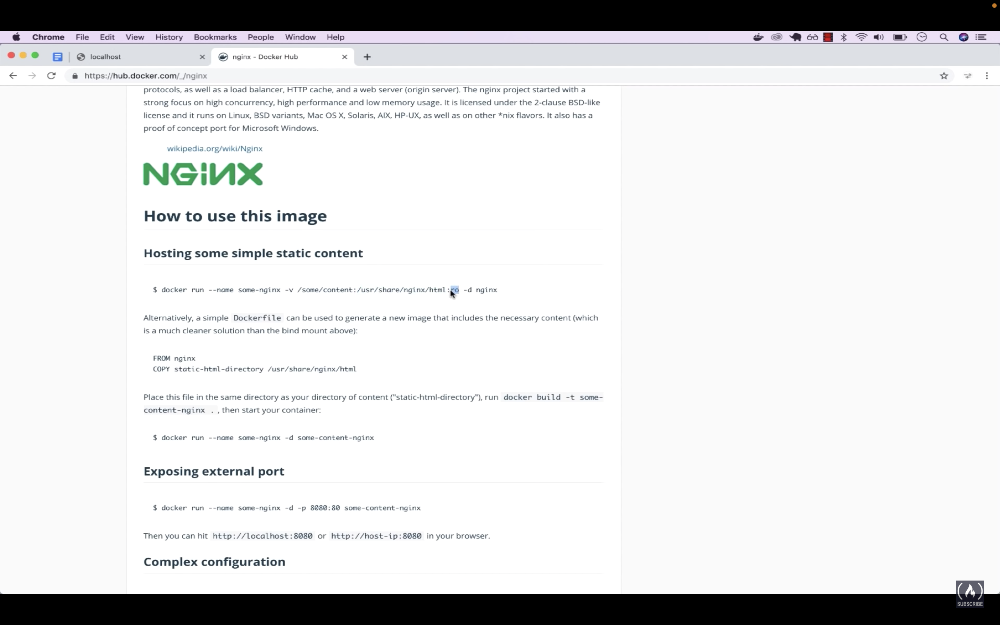 Chrome File Edit View History Bookmarks People Window Help
localhost
nginx - Docker Hub
https://hub.docker.com/_/nginx
protocols, as well as a load balancer, HTTP cache, and a web server (origin server). The nginx project started with a
strong focus on high concurrency, high performance and low memory usage. It is licensed under the 2-clause BSD-like
license and it runs on Linux, BSD variants, Mac OS X, Solaris, AIX, HP-UX, as well as on other *nix flavors. It also has a
proof of concept port for Microsoft Windows.
wikipedia.org/wiki/Nginx
NGiNX
How to use this image
Hosting some simple static content
$ docker run --name some-nginx -v /some/content:/usr/share/nginx/html:ro -d nginx
Alternatively, a simple Dockerfile can be used to generate a new image that includes the necessary content (which
is a much cleaner solution than the bind mount above):
FROM nginx
COPY static-html-directory /usr/share/nginx/html
Place this file in the same directory as your directory of content ("static-html-directory"), run docker build -t some-
content-nginx . , then start your container:
$ docker run --name some-nginx -d some-content-nginx
Exposing external port
$ docker run --name some-nginx -d -p 8080:80 some-content-nginx
Then you can hit http://localhost:8080 or http://host-ip:8080 in your browser.
Complex configuration
SUBSCRIBE